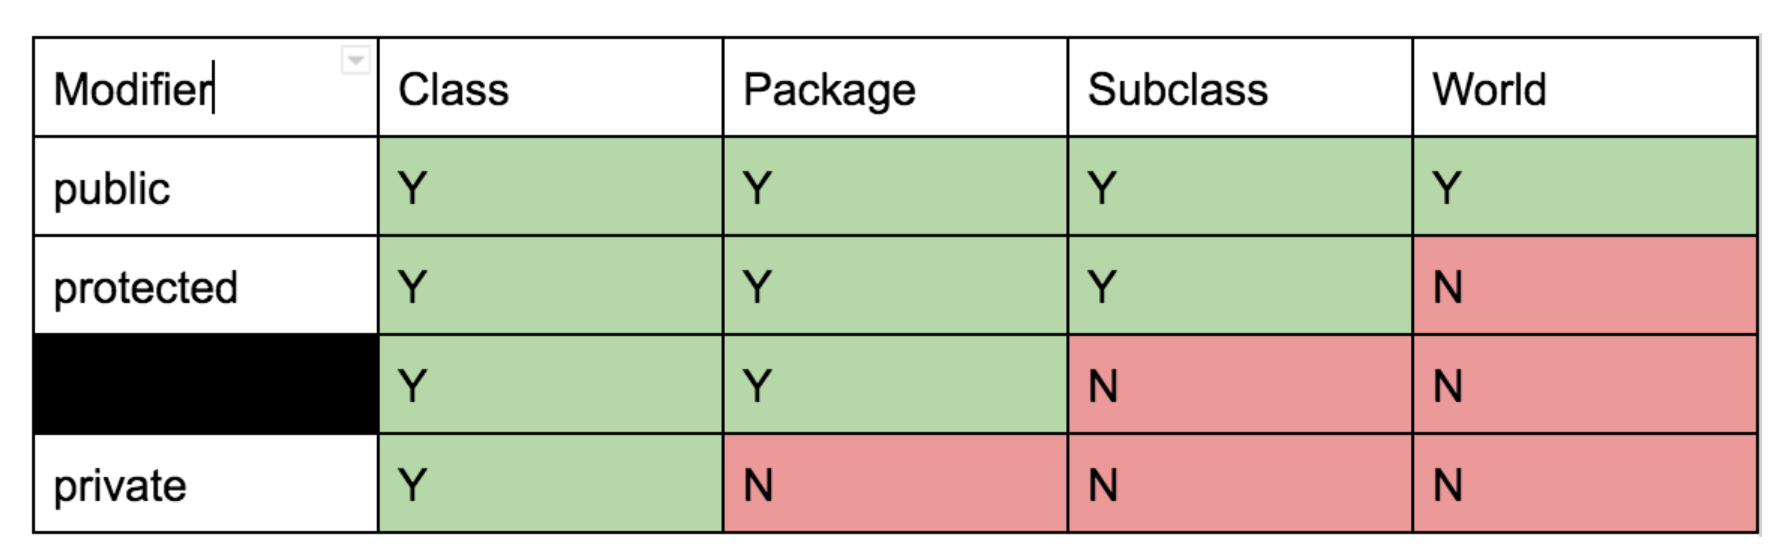 Modifier Class Package Subclass World
public Y Y Y Y
protected Y Y Y N
Y Y N N
private Y N N N